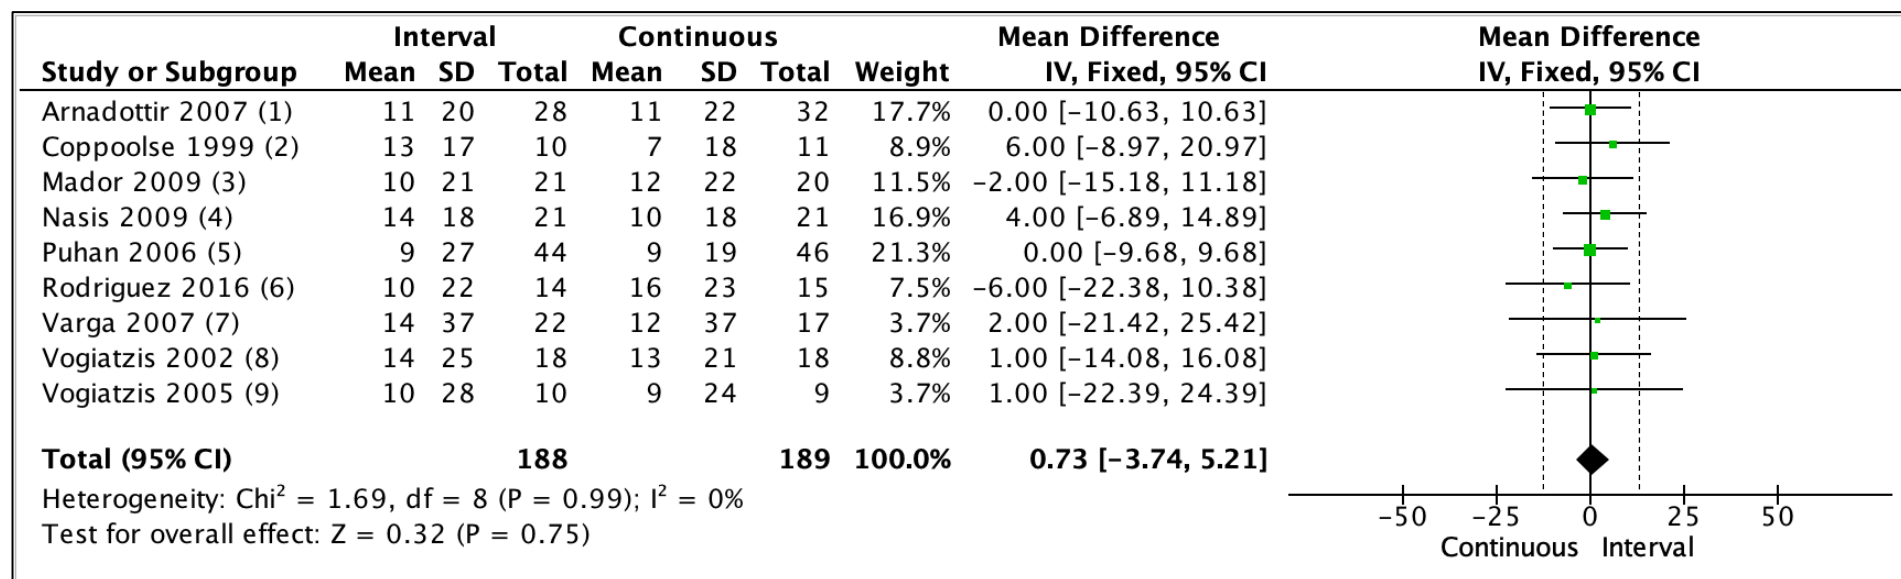 Interval Continuous Mean Difference Mean Difference
Study or Subgroup Mean SD Total Mean SD Total Weight IV, Fixed, 95% CI IV, Fixed, 95% CI
Arnadottir 2007 (1) 11 20 28 11 22 32 17.7% 0.00 [−10.63, 10.63]
Coppoolse 1999 (2) 13 17 10 7 18 11 8.9% 6.00 [−8.97, 20.97]
Mador 2009 (3) 10 21 21 12 22 20 11.5% −2.00 [−15.18, 11.18]
Nasis 2009 (4) 14 18 21 10 18 21 16.9% 4.00 [−6.89, 14.89]
Puhan 2006 (5) 9 27 44 9 19 46 21.3% 0.00 [−9.68, 9.68]
Rodriguez 2016 (6) 10 22 14 16 23 15 7.5% −6.00 [−22.38, 10.38]
Varga 2007 (7) 14 37 22 12 37 17 3.7% 2.00 [−21.42, 25.42]
Vogiatzis 2002 (8) 14 25 18 13 21 18 8.8% 1.00 [−14.08, 16.08]
Vogiatzis 2005 (9) 10 28 10 9 24 9 3.7% 1.00 [−22.39, 24.39]
Total (95% CI) 188 189 100.0% 0.73 [−3.74, 5.21]
Heterogeneity: Chi² = 1.69, df = 8 (P = 0.99); I² = 0%
Test for overall effect: Z = 0.32 (P = 0.75)
−50 −25 0 25 50
Continuous Interval